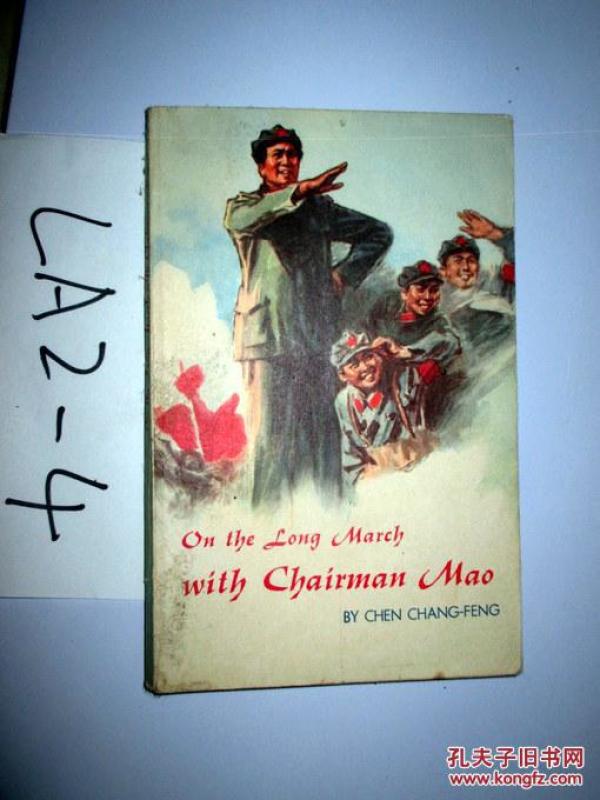 LA2-4
On the Long March
with Chairman Mao
BY CHEN CHANG-FENG
孔夫子旧书网
www.kongfz.com